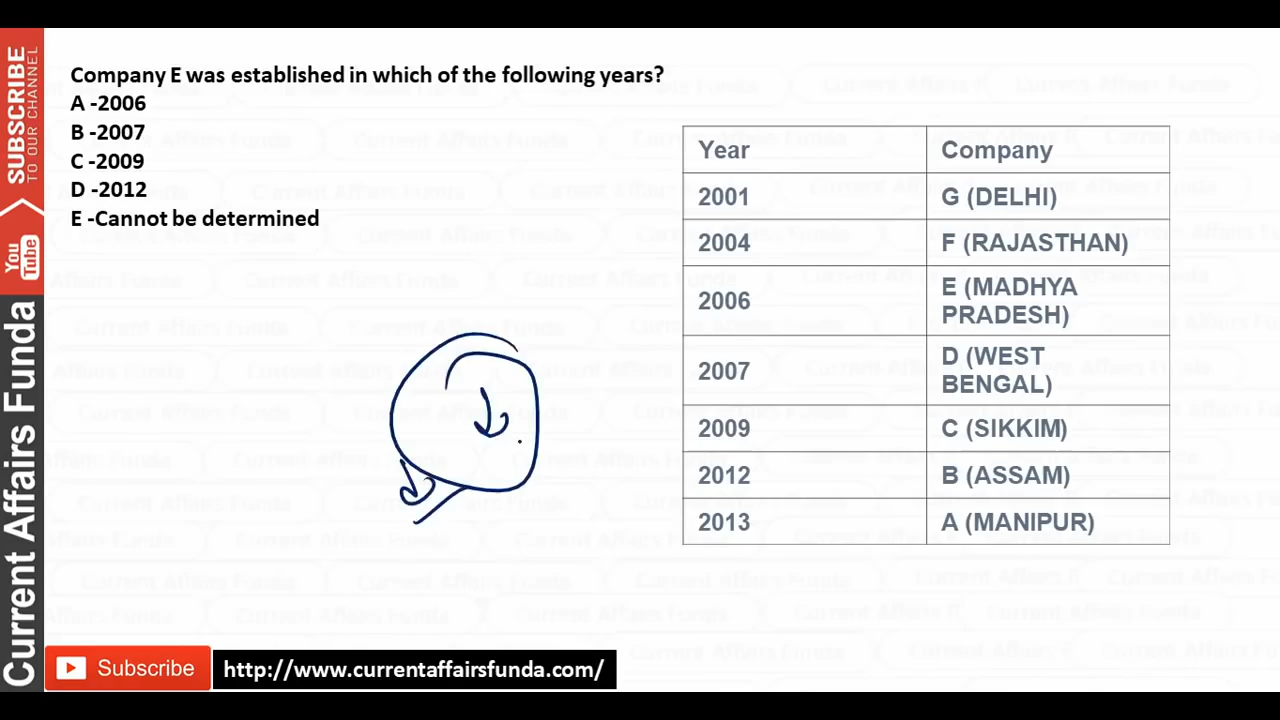 Company E was established in which of the following years?
A -2006
B -2007
C -2009
D -2012
E -Cannot be determined
Year Company
2001 G (DELHI)
2004 F (RAJASTHAN)
2006 E (MADHYA
PRADESH)
2007 D (WEST
BENGAL)
2009 C (SIKKIM)
2012 B (ASSAM)
2013 A (MANIPUR)
SUBSCRIBE
TO OUR CHANNEL
You
Tube
Current Affairs Funda
Subscribe http://www.currentaffairsfunda.com/